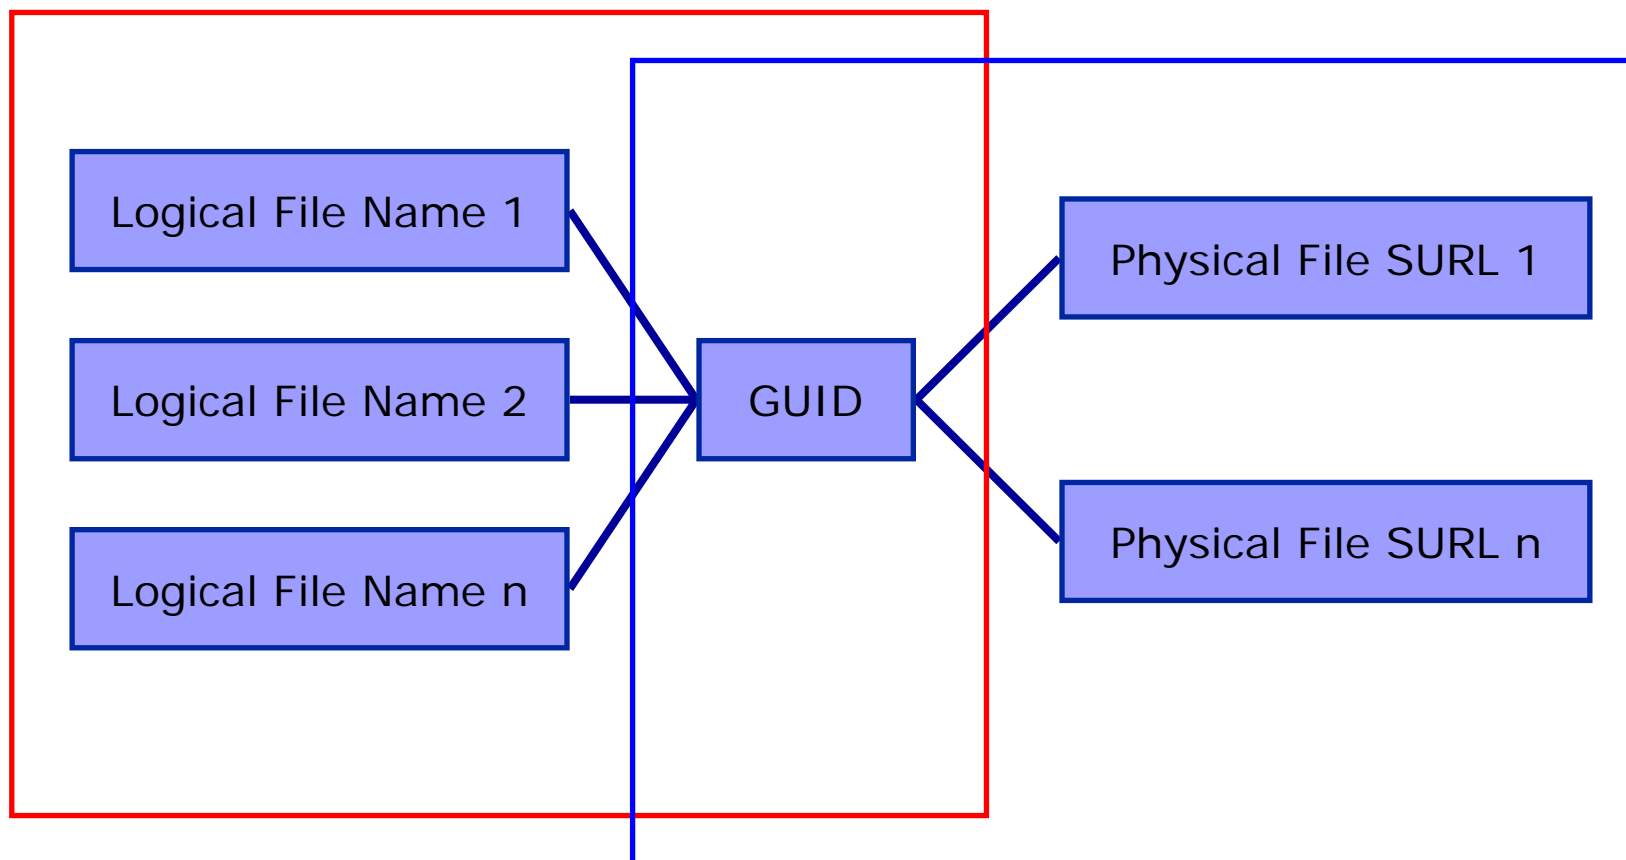 Logical File Name 1
Logical File Name 2
Logical File Name n
GUID
Physical File SURL 1
Physical File SURL n